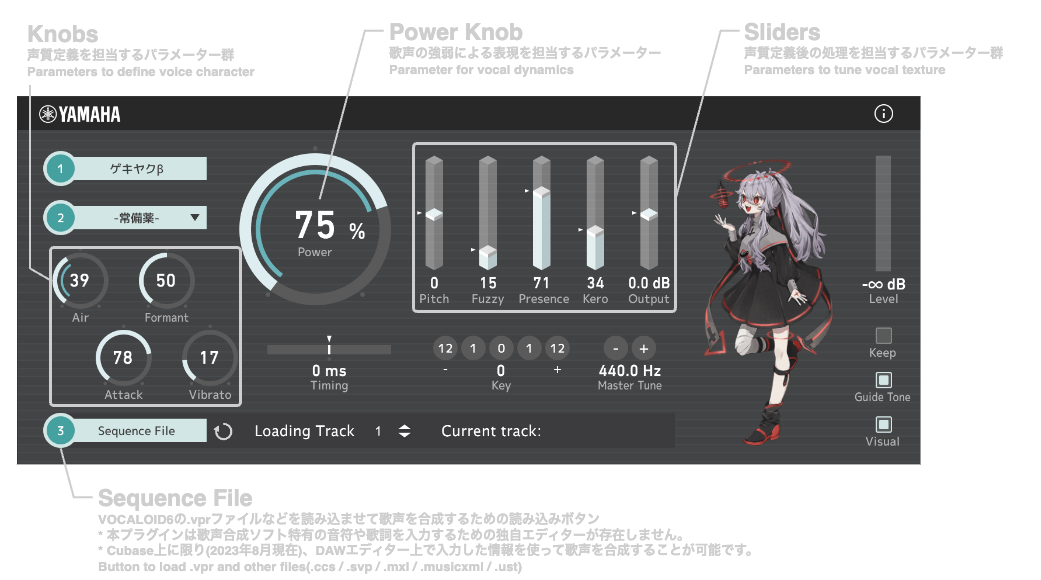 Knobs
声質定義を担当するパラメーター群
Parameters to define voice character
Power Knob
歌声の強弱による表現を担当するパラメーター
Parameter for vocal dynamics
Sliders
声質定義後の処理を担当するパラメータ一群
Parameters to tune vocal texture
YAMAHA
1
ゲキヤクβ
2
-常備薬-
39
Air
50
Formant
78
Attack
17
Vibrato
75 %
Power
0
Pitch
15
Fuzzy
71
Presence
34
Kero
0.0 dB
Output
-∞ dB
Level
0 ms
Timing
12 1 0 1 12
- 0 +
Key
- +
440.0 Hz
Master Tune
Keep
Guide Tone
Visual
3
Sequence File
Loading Track 1
Current track:
Sequence File
VOCALOID6の.vprファイルなどを読み込ませて歌声を合成するための読み込みボタン
* 本プラグインは歌声合成ソフト特有の音符や歌詞を入力するための独自エディターが存在しません。
* Cubase上に限り(2023年8月現在)、DAWエディター上で入力した情報を使って歌声を合成することが可能です。
Button to load .vpr and other files(.ccs / .svp / .mxl / .musicxml / .ust)